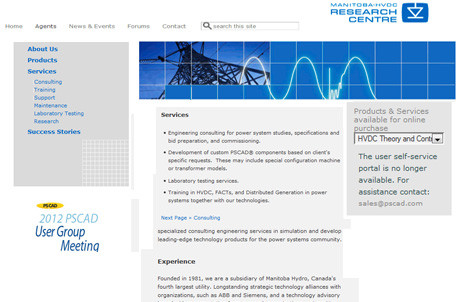 MANITOBA-HVDC
RESEARCH
CENTRE
Home Agents News & Events Forums Contact search this site
About Us
Products
Services
Consulting
Training
Support
Maintenance
Laboratory Testing
Research
Success Stories
PSCAD
2012 PSCAD
User Group
Meeting
Services
• Engineering consulting for power system studies, specifications and
bid preparation, and commissioning.
• Development of custom PSCAD® components based on client's
specific requests. These may include special configuration machine
or transformer models.
• Laboratory testing services.
• Training in HVDC, FACTs, and Distributed Generation in power
systems together with our technologies.
Next Page » Consulting
specialized consulting engineering services in simulation and develop
leading-edge technology products for the power systems community.
Experience
Founded in 1981, we are a subsidiary of Manitoba Hydro, Canada's
fourth largest utility. Longstanding strategic technology alliances with
organizations, such as ABB and Siemens, and a technology advisory
Products & Services
available for online
purchase
HVDC Theory and Cont
The user self-service
portal is no longer
available. For
assistance contact:
sales@pscad.com